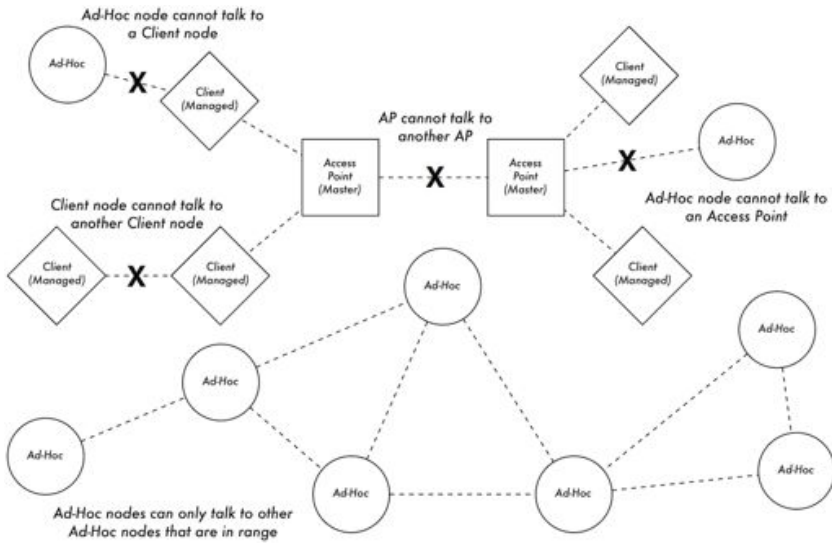 Ad-Hoc node cannot talk to
a Client node
Ad-Hoc
X
Client
(Managed)
AP cannot talk to
another AP
Client
(Managed)
Ad-Hoc
Access
Point
(Master)
X
Access
Point
(Master)
X
Ad-Hoc node cannot talk to
an Access Point
Client node cannot talk to
another Client node
Client
(Managed)
X
Client
(Managed)
Client
(Managed)
Ad-Hoc
Ad-Hoc
Ad-Hoc
Ad-Hoc
Ad-Hoc
Ad-Hoc
Ad-Hoc
Ad-Hoc nodes can only talk to other
Ad-Hoc nodes that are in range